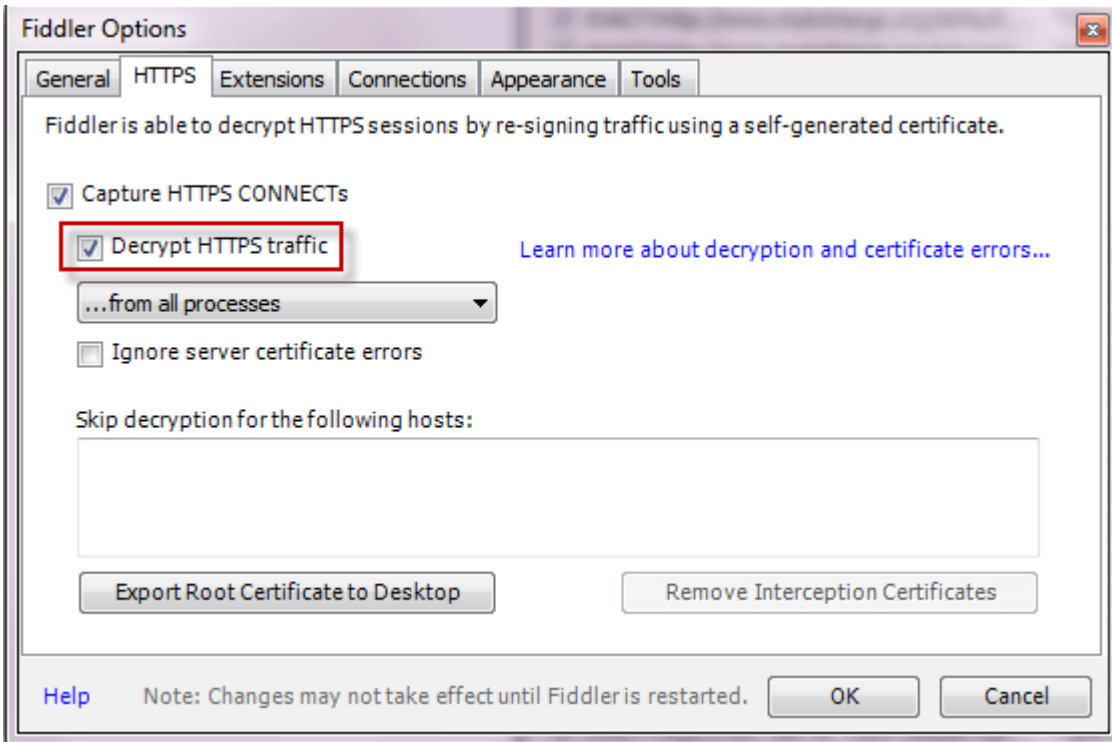 Fiddler Options
General HTTPS Extensions Connections Appearance Tools
Fiddler is able to decrypt HTTPS sessions by re-signing traffic using a self-generated certificate.
Capture HTTPS CONNECTs
Decrypt HTTPS traffic Learn more about decryption and certificate errors...
...from all processes
Ignore server certificate errors
Skip decryption for the following hosts:
Export Root Certificate to Desktop Remove Interception Certificates
Help Note: Changes may not take effect until Fiddler is restarted. OK Cancel